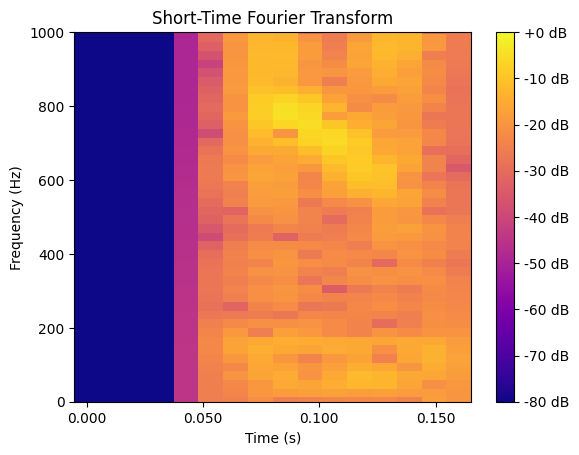 Short-Time Fourier Transform
Frequency (Hz)
1000
800
600
400
200
0
0.000
0.050
0.100
0.150
Time (s)
+0 dB
-10 dB
-20 dB
-30 dB
-40 dB
-50 dB
-60 dB
-70 dB
-80 dB